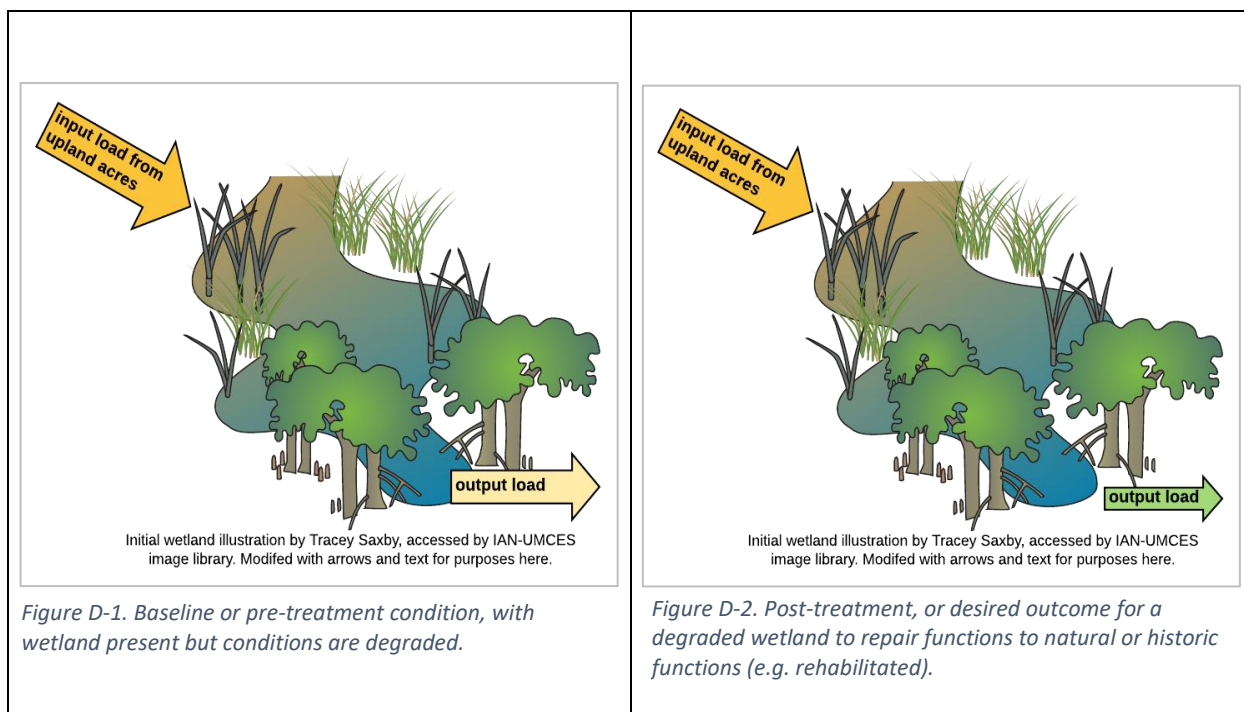 input load from
upland acres
output load
Initial wetland illustration by Tracey Saxby, accessed by IAN-UMCES
image library. Modifed with arrows and text for purposes here.
Figure D-1. Baseline or pre-treatment condition, with
wetland present but conditions are degraded.
input load from
upland acres
output load
Initial wetland illustration by Tracey Saxby, accessed by IAN-UMCES
image library. Modifed with arrows and text for purposes here.
Figure D-2. Post-treatment, or desired outcome for a
degraded wetland to repair functions to natural or historic
functions (e.g. rehabilitated).